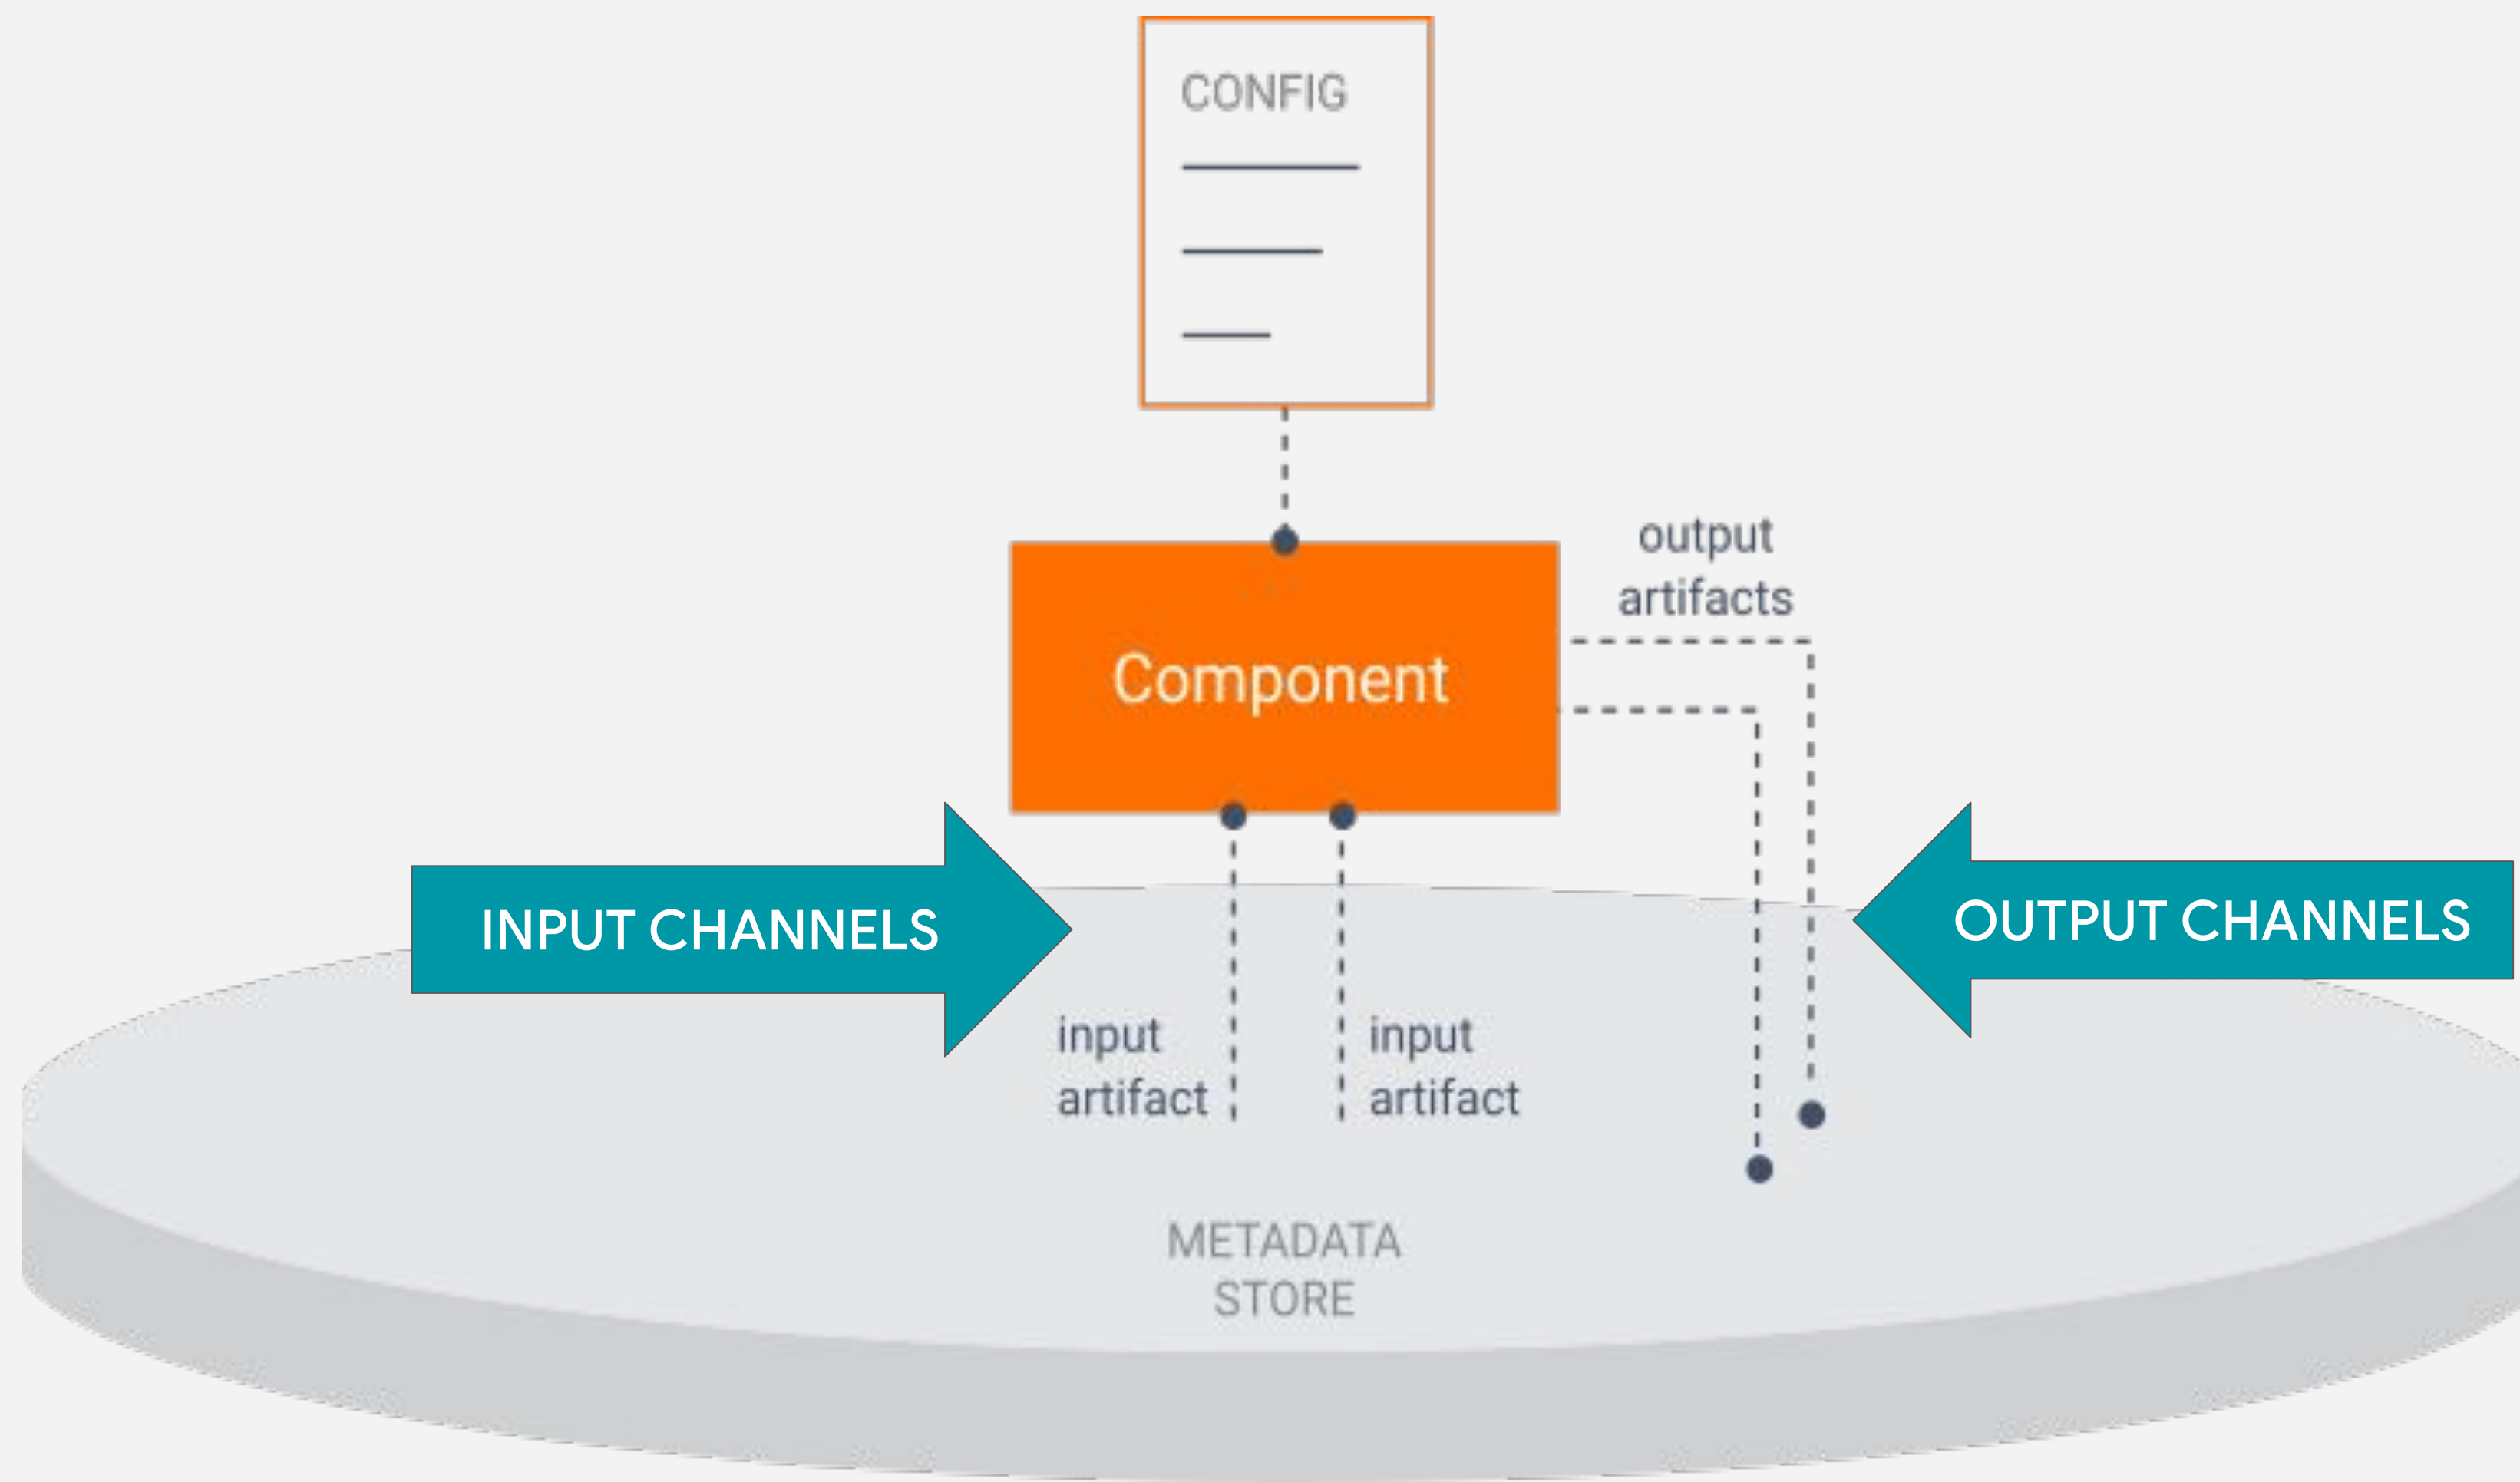 CONFIG
output
artifacts
Component
INPUT CHANNELS
OUTPUT CHANNELS
input
artifact
input
artifact
METADATA
STORE